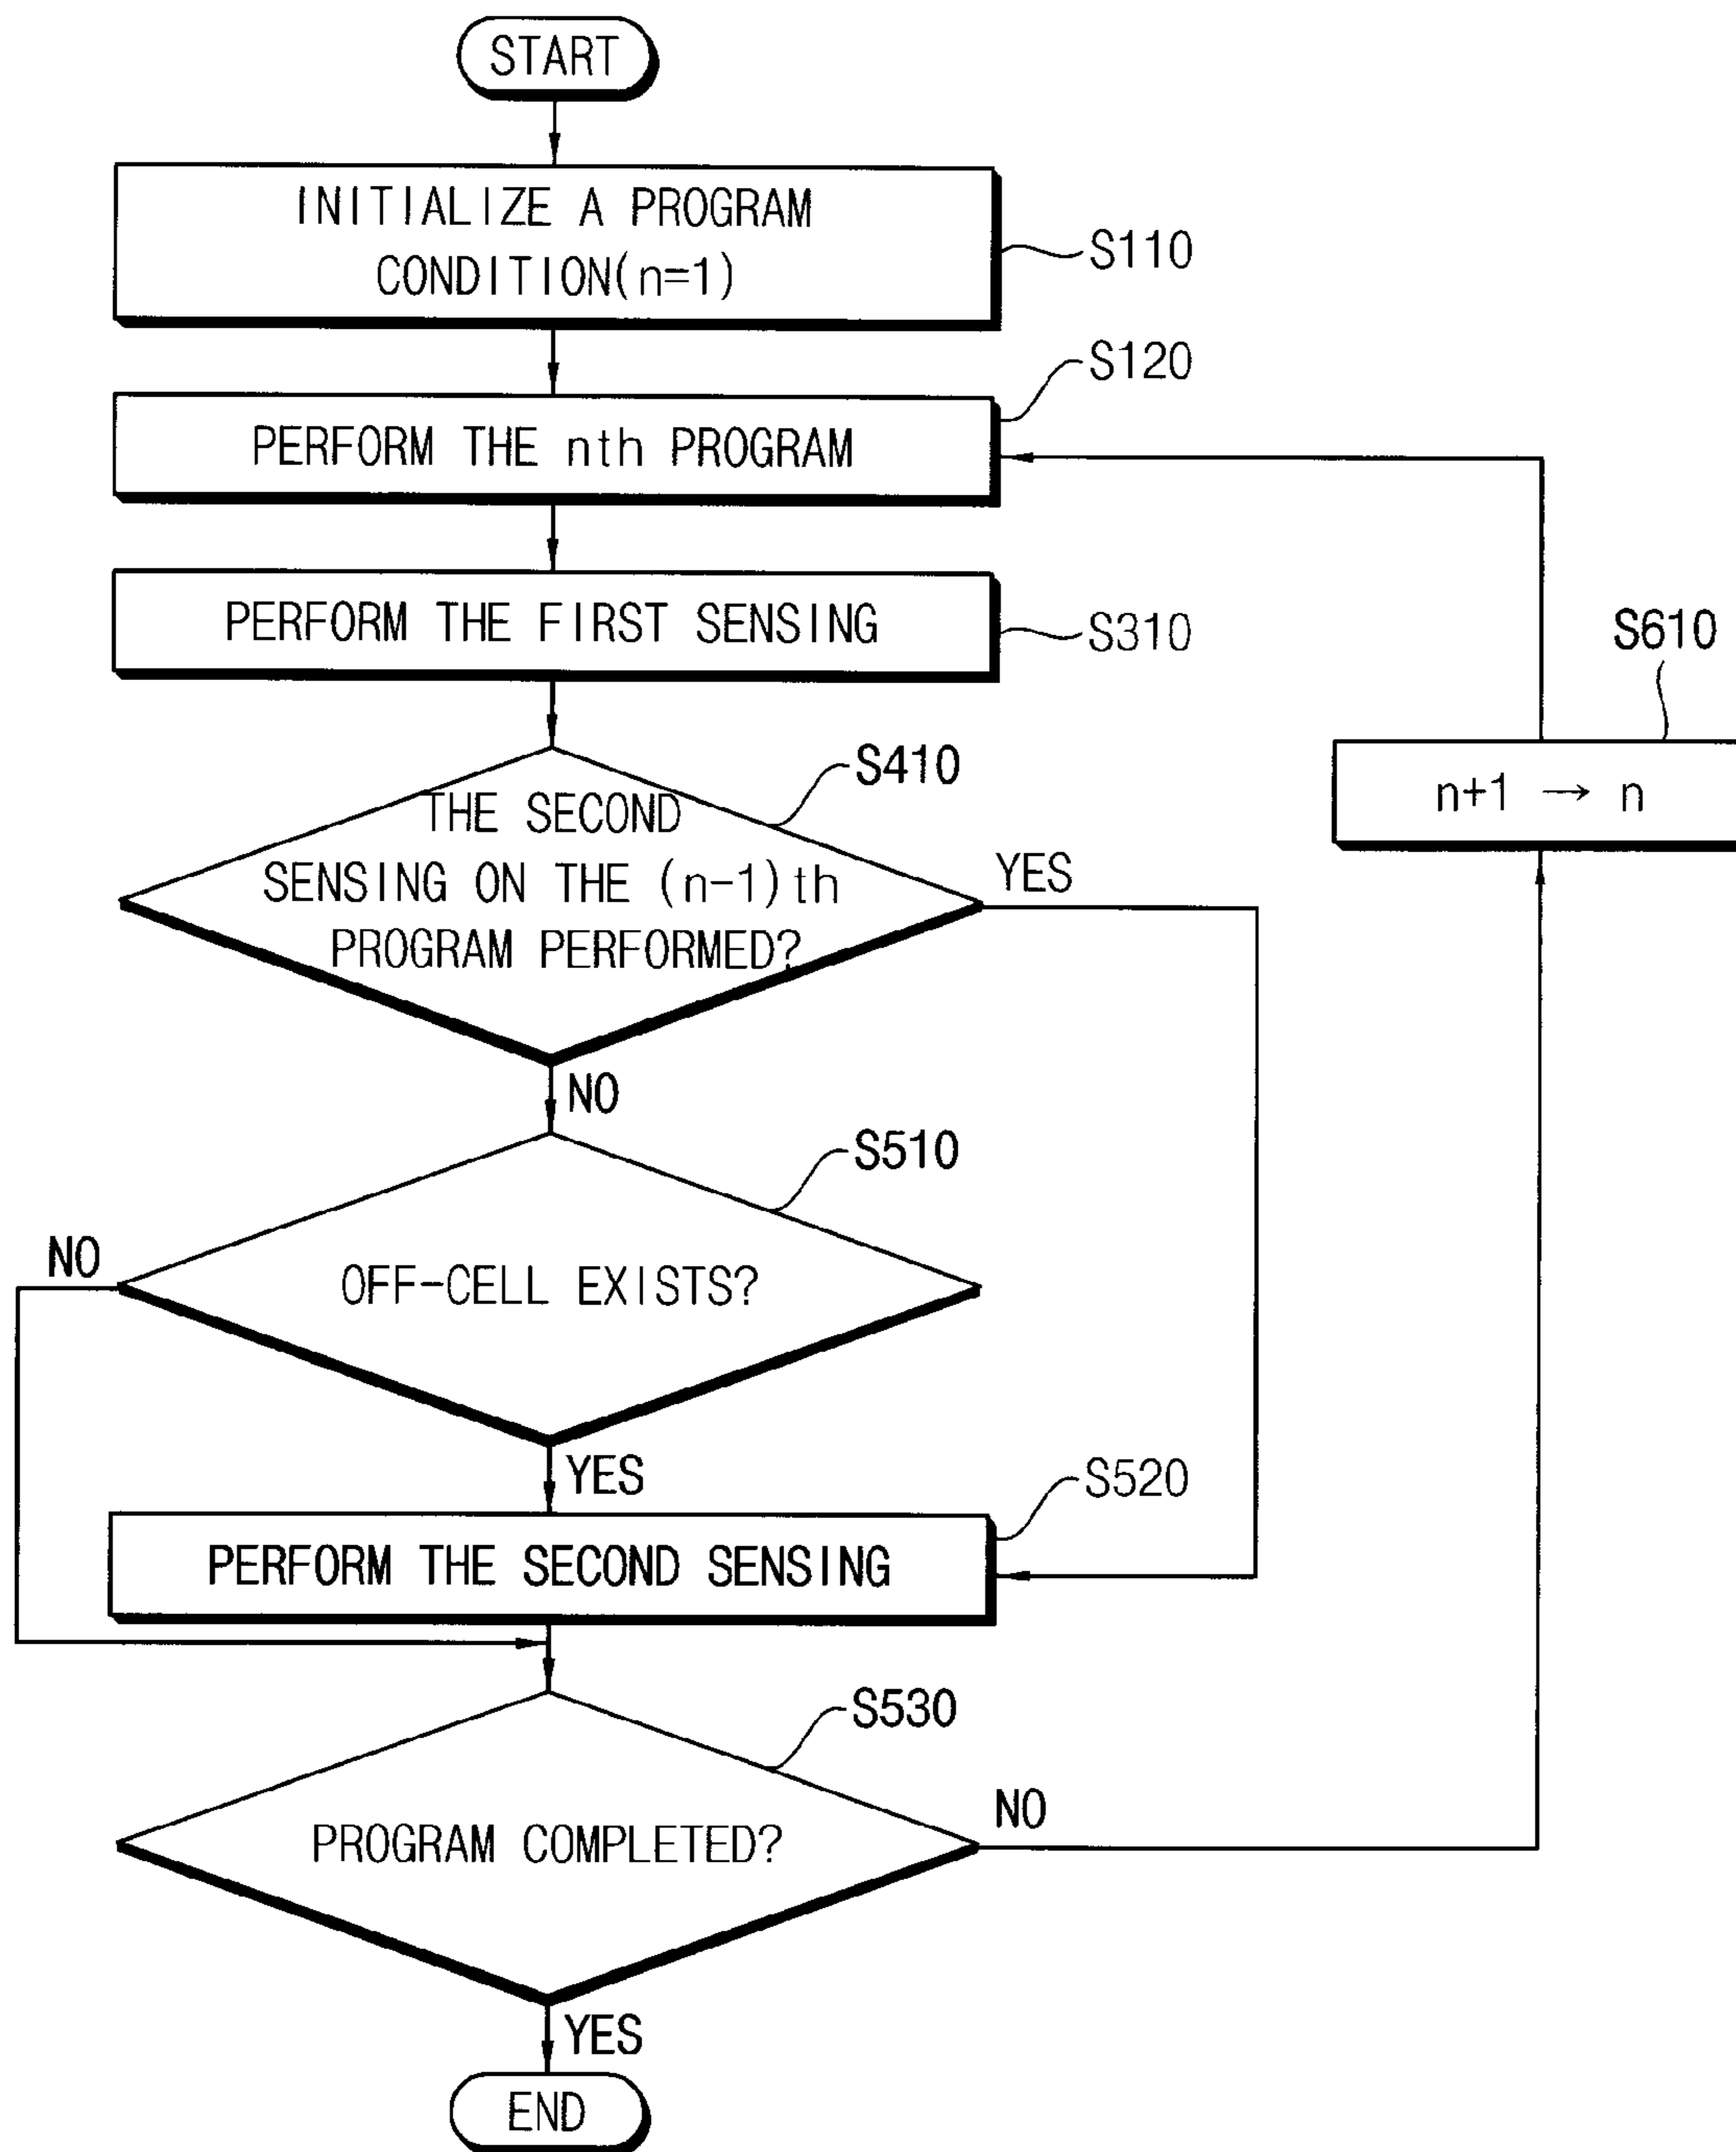 START
INITIALIZE A PROGRAM
CONDITION(n=1)
S110
S120
PERFORM THE nth PROGRAM
PERFORM THE FIRST SENSING
S310
S610
n+1 → n
S410
THE SECOND
SENSING ON THE (n-1)th
PROGRAM PERFORMED?
YES
NO
S510
NO
OFF-CELL EXISTS?
YES
S520
PERFORM THE SECOND SENSING
S530
PROGRAM COMPLETED?
NO
YES
END